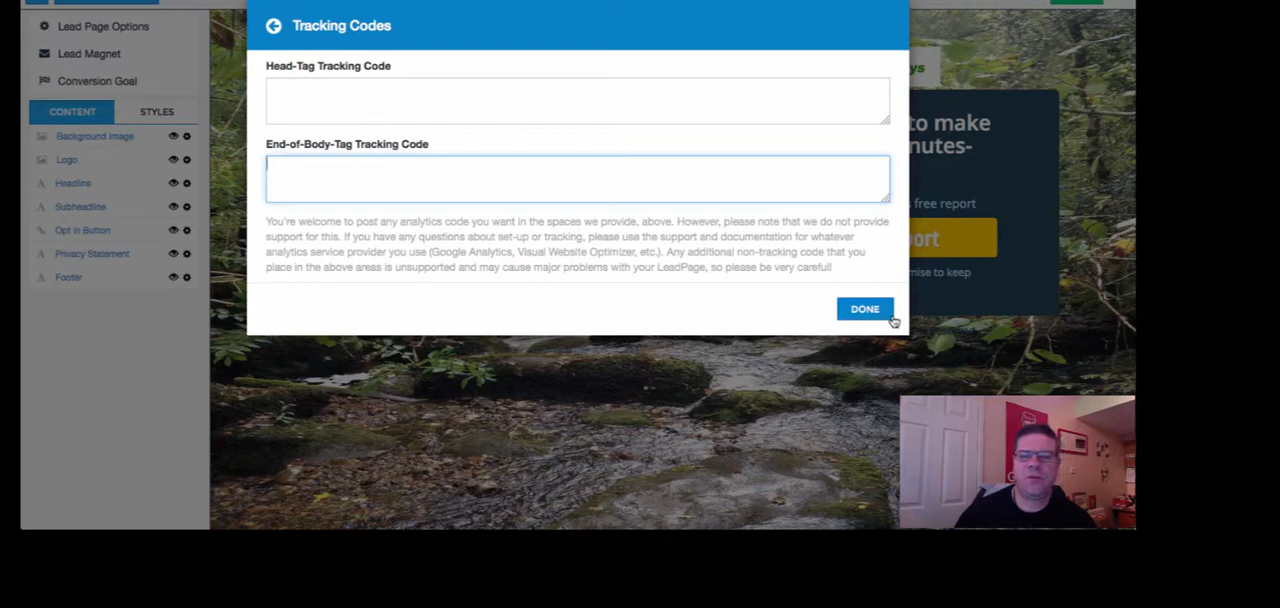 Tracking Codes
Lead Page Options
Lead Magnet
Conversion Goal
CONTENT
STYLES
Background Image
Logo
Headline
Subheadline
Opt In Button
Privacy Statement
Footer
Head-Tag Tracking Code
End-of-Body-Tag Tracking Code
You're welcome to post any analytics code you want in the spaces we provide, above. However, please note that we do not provide
support for this. If you have any questions about set-up or tracking, please use the support and documentation for whatever
analytics service provider you use (Google Analytics, Visual Website Optimizer, etc.). Any additional non-tracking code that you
place in the above areas is unsupported and may cause major problems with your LeadPage, so please be very careful!
DONE
ys
to make
nutes-
s free report
port
mise to keep